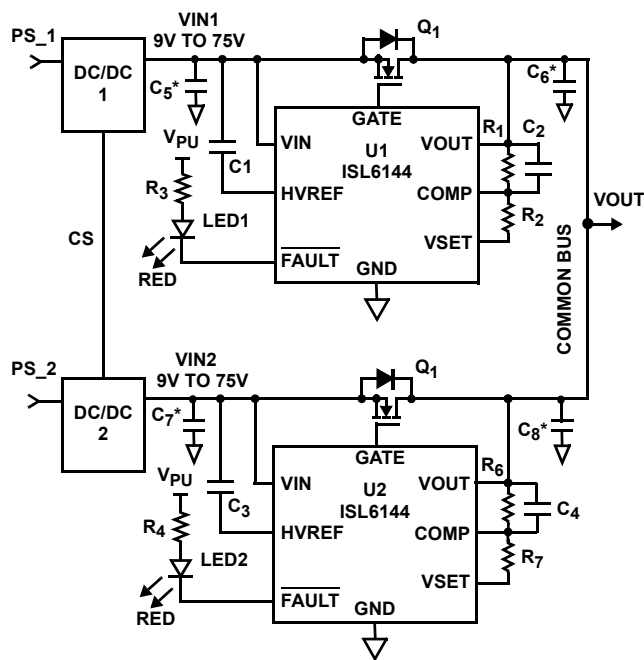 PS_1
VIN1
9V TO 75V
Q1
DC/DC
1
C5*
C6*
GATE
VPU
C1
VIN
U1
ISL6144
VOUT
R1
C2
R3
HVREF
COMP
VOUT
LED1
R2
CS
VSET
RED
FAULT
GND
COMMON BUS
PS_2
VIN2
9V TO 75V
Q1
DC/DC
2
C7*
C8*
GATE
VPU
C3
VIN
U2
ISL6144
VOUT
R6
C4
R4
HVREF
COMP
LED2
R7
VSET
RED
FAULT
GND